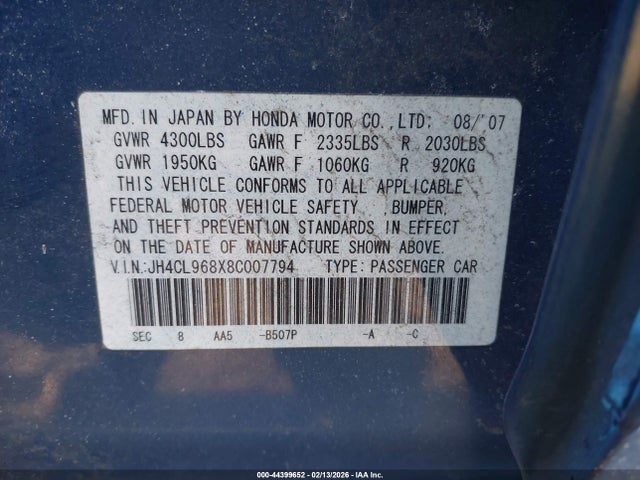 MFD. IN JAPAN BY HONDA MOTOR CO.,LTD. 08/'07
GVWR 4300LBS GAWR F 2335LBS R 2030LBS
GVWR 1950KG GAWR F 1060KG R 920KG
THIS VEHICLE CONFORMS TO ALL APPLICABLE
FEDERAL MOTOR VEHICLE SAFETY ,BUMPER,
AND THEFT PREVENTION STANDARDS IN EFFECT
ON THE DATE OF MANUFACTURE SHOWN ABOVE.
V.I.N:JH4CL968X8C007794 TYPE: PASSENGER CAR
SEC 8 AA5 -B507P -A -C
000-44399652 - 02/13/2026 - IAA Inc.